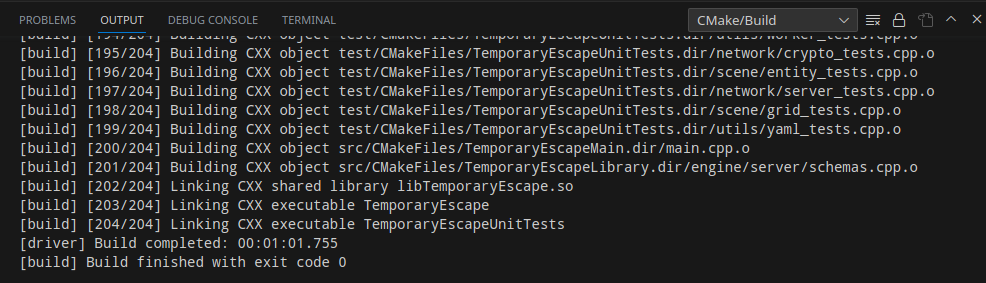 PROBLEMS OUTPUT DEBUG CONSOLE TERMINAL CMake/Build
[build] [194/204] Building CXX object test/CMakeFiles/TemporaryEscapeUnitTests.dir/utils/worker_tests.cpp.o
[build] [195/204] Building CXX object test/CMakeFiles/TemporaryEscapeUnitTests.dir/network/crypto_tests.cpp.o
[build] [196/204] Building CXX object test/CMakeFiles/TemporaryEscapeUnitTests.dir/scene/entity_tests.cpp.o
[build] [197/204] Building CXX object test/CMakeFiles/TemporaryEscapeUnitTests.dir/network/server_tests.cpp.o
[build] [198/204] Building CXX object test/CMakeFiles/TemporaryEscapeUnitTests.dir/scene/grid_tests.cpp.o
[build] [199/204] Building CXX object test/CMakeFiles/TemporaryEscapeUnitTests.dir/utils/yaml_tests.cpp.o
[build] [200/204] Building CXX object src/CMakeFiles/TemporaryEscapeMain.dir/main.cpp.o
[build] [201/204] Building CXX object src/CMakeFiles/TemporaryEscapeLibrary.dir/engine/server/schemas.cpp.o
[build] [202/204] Linking CXX shared library libTemporaryEscape.so
[build] [203/204] Linking CXX executable TemporaryEscape
[build] [204/204] Linking CXX executable TemporaryEscapeUnitTests
[driver] Build completed: 00:01:01.755
[build] Build finished with exit code 0